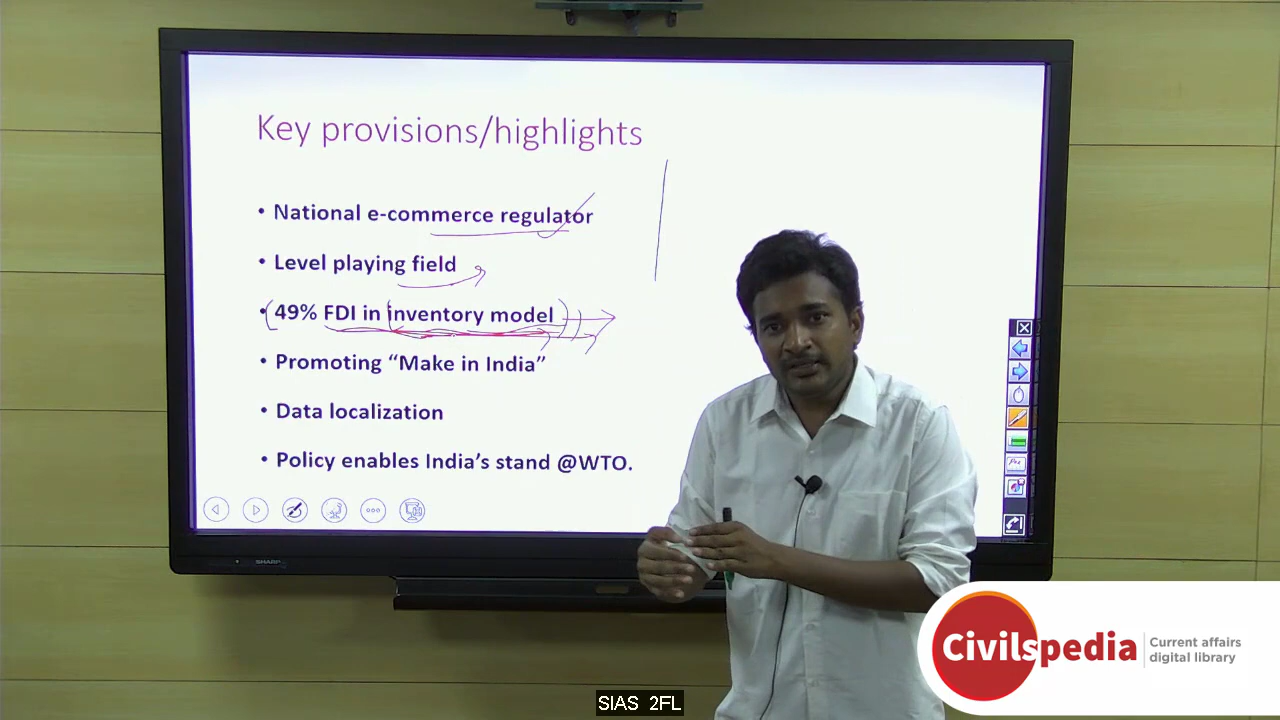 Key provisions/highlights
• National e-commerce regulator
• Level playing field
• 49% FDI in inventory model
• Promoting “Make in India”
• Data localization
• Policy enables India’s stand @WTO.
SHARP
Civilspedia
Current affairs
digital library
SIAS 2FL